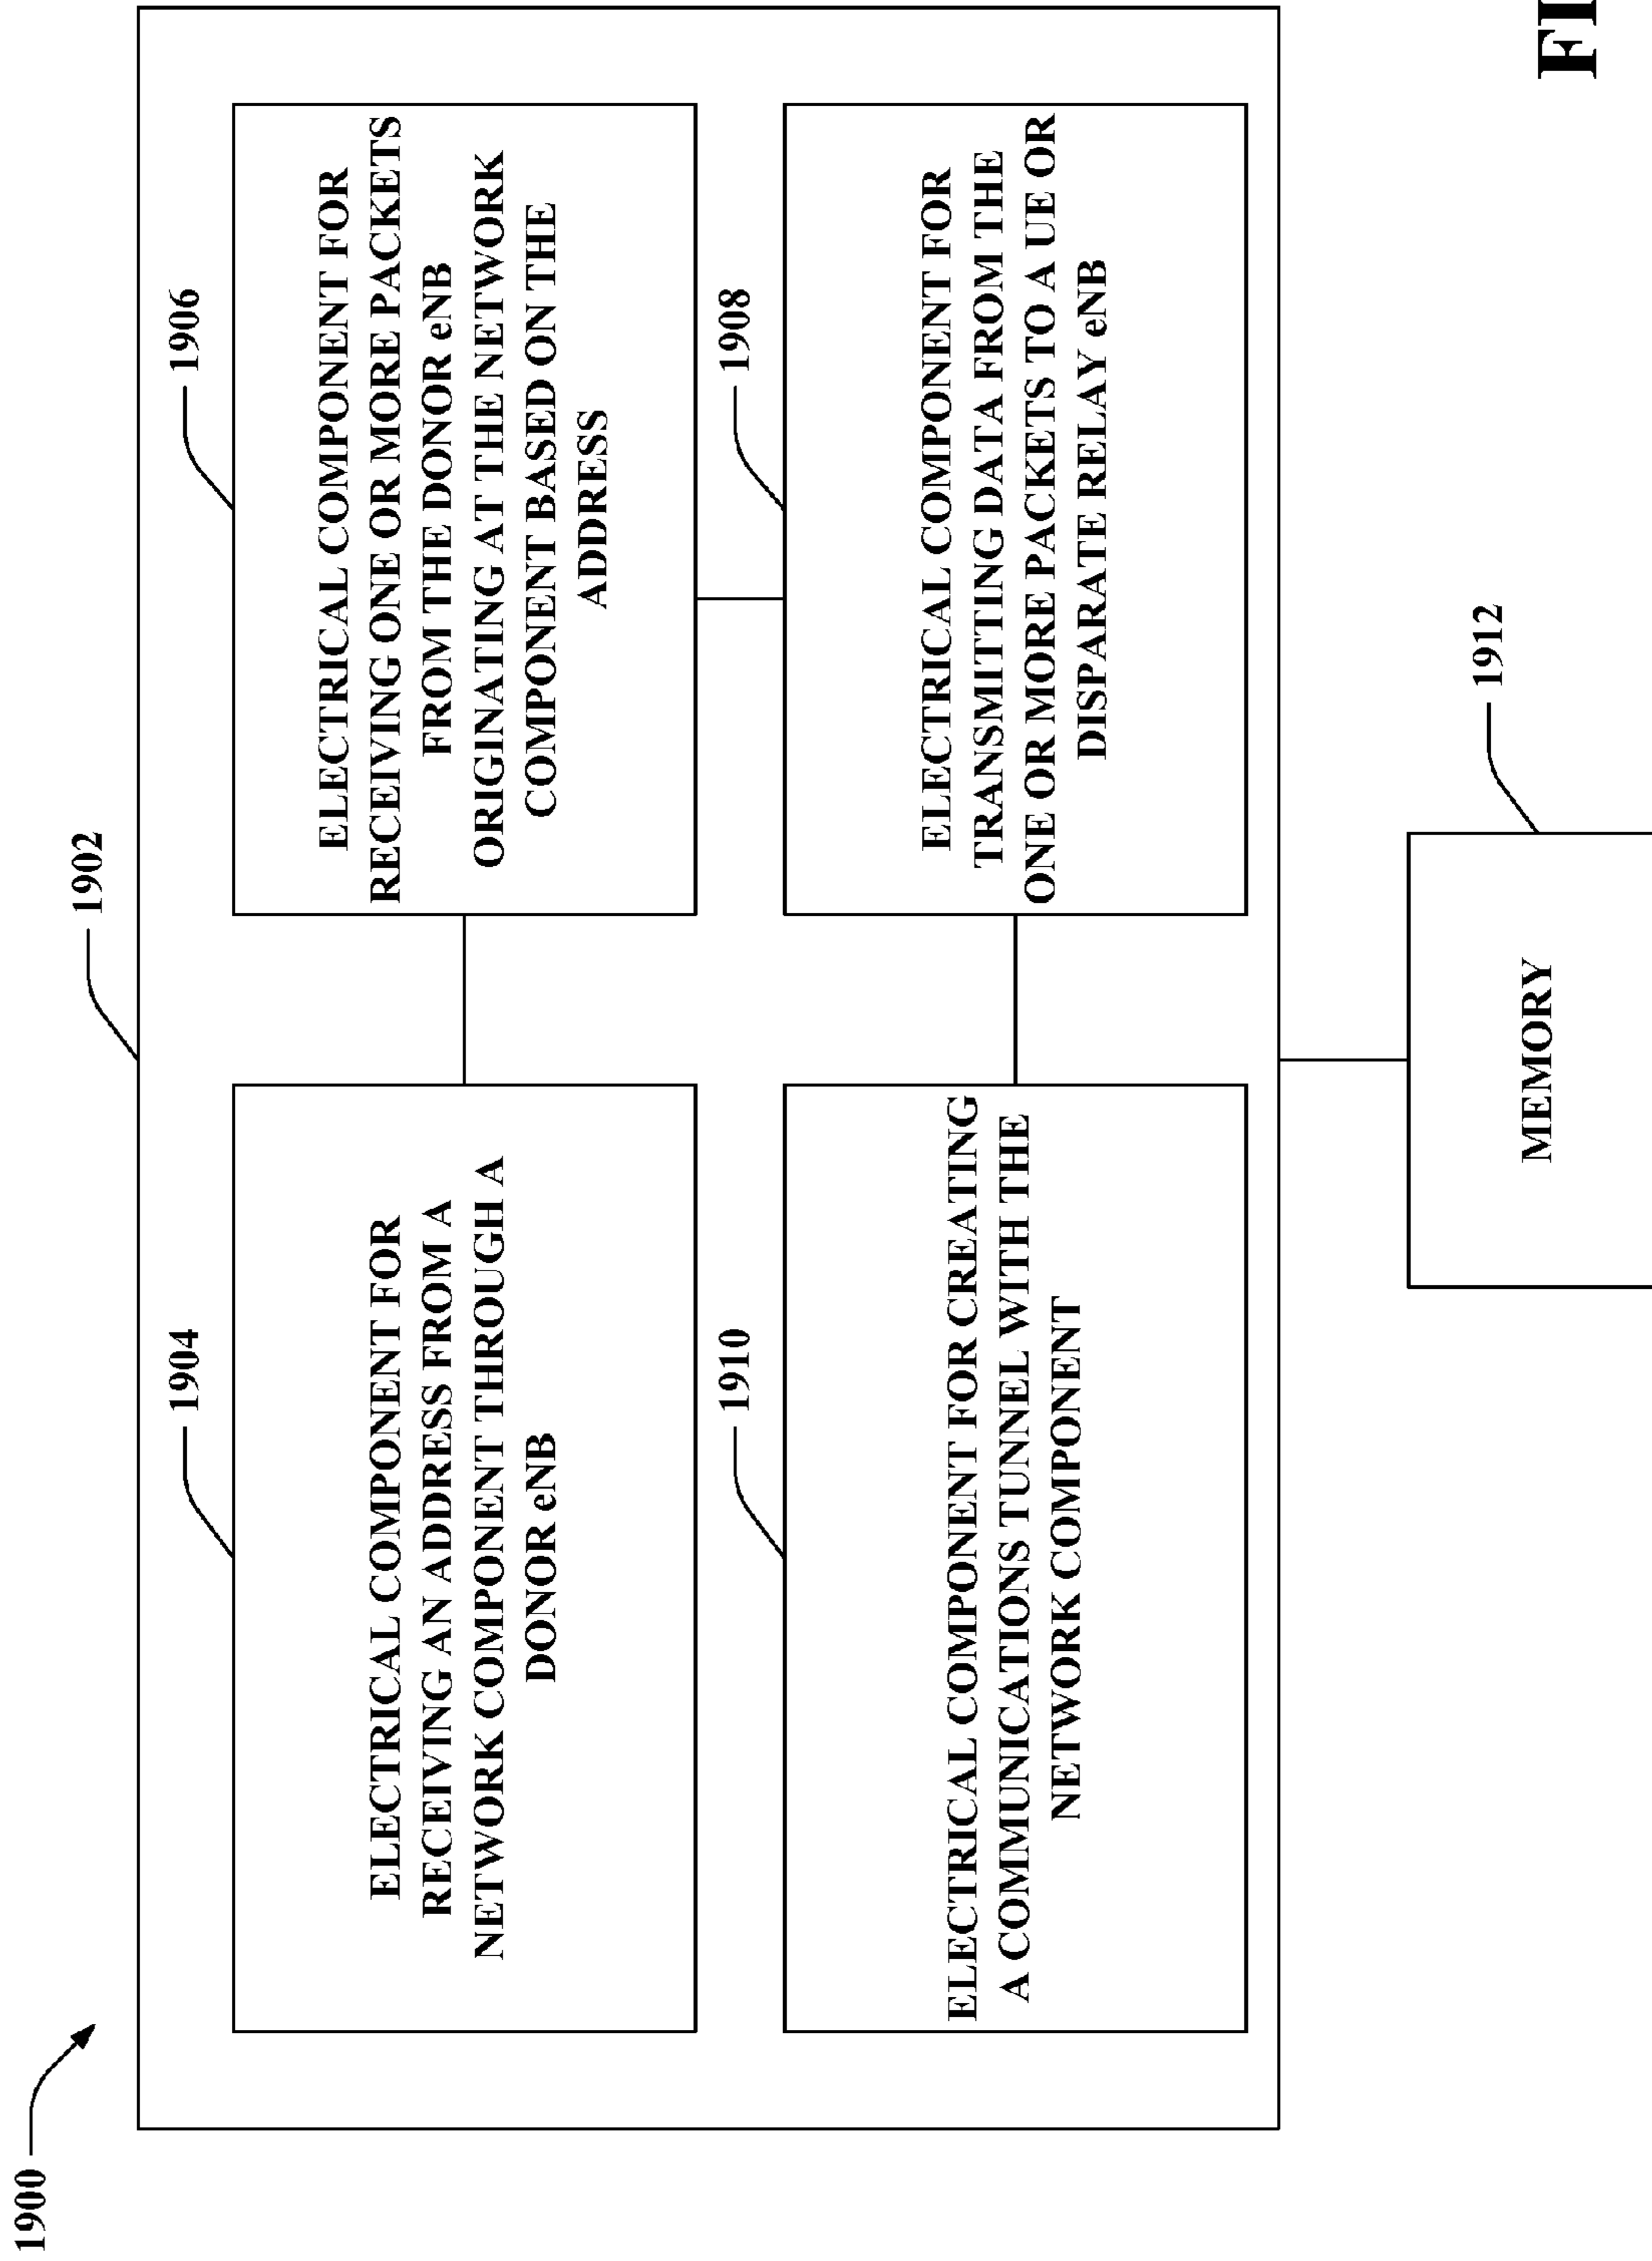 1900
1902
1904
ELECTRICAL COMPONENT FOR
RECEIVING AN ADDRESS FROM A
NETWORK COMPONENT THROUGH A
DONOR eNB
1906
ELECTRICAL COMPONENT FOR
RECEIVING ONE OR MORE PACKETS
FROM THE DONOR eNB
ORIGINATING AT THE NETWORK
COMPONENT BASED ON THE
ADDRESS
1910
ELECTRICAL COMPONENT FOR CREATING
A COMMUNICATIONS TUNNEL WITH THE
NETWORK COMPONENT
1908
ELECTRICAL COMPONENT FOR
TRANSMITTING DATA FROM THE
ONE OR MORE PACKETS TO A UE OR
DISPARATE RELAY eNB
1912
MEMORY
FI